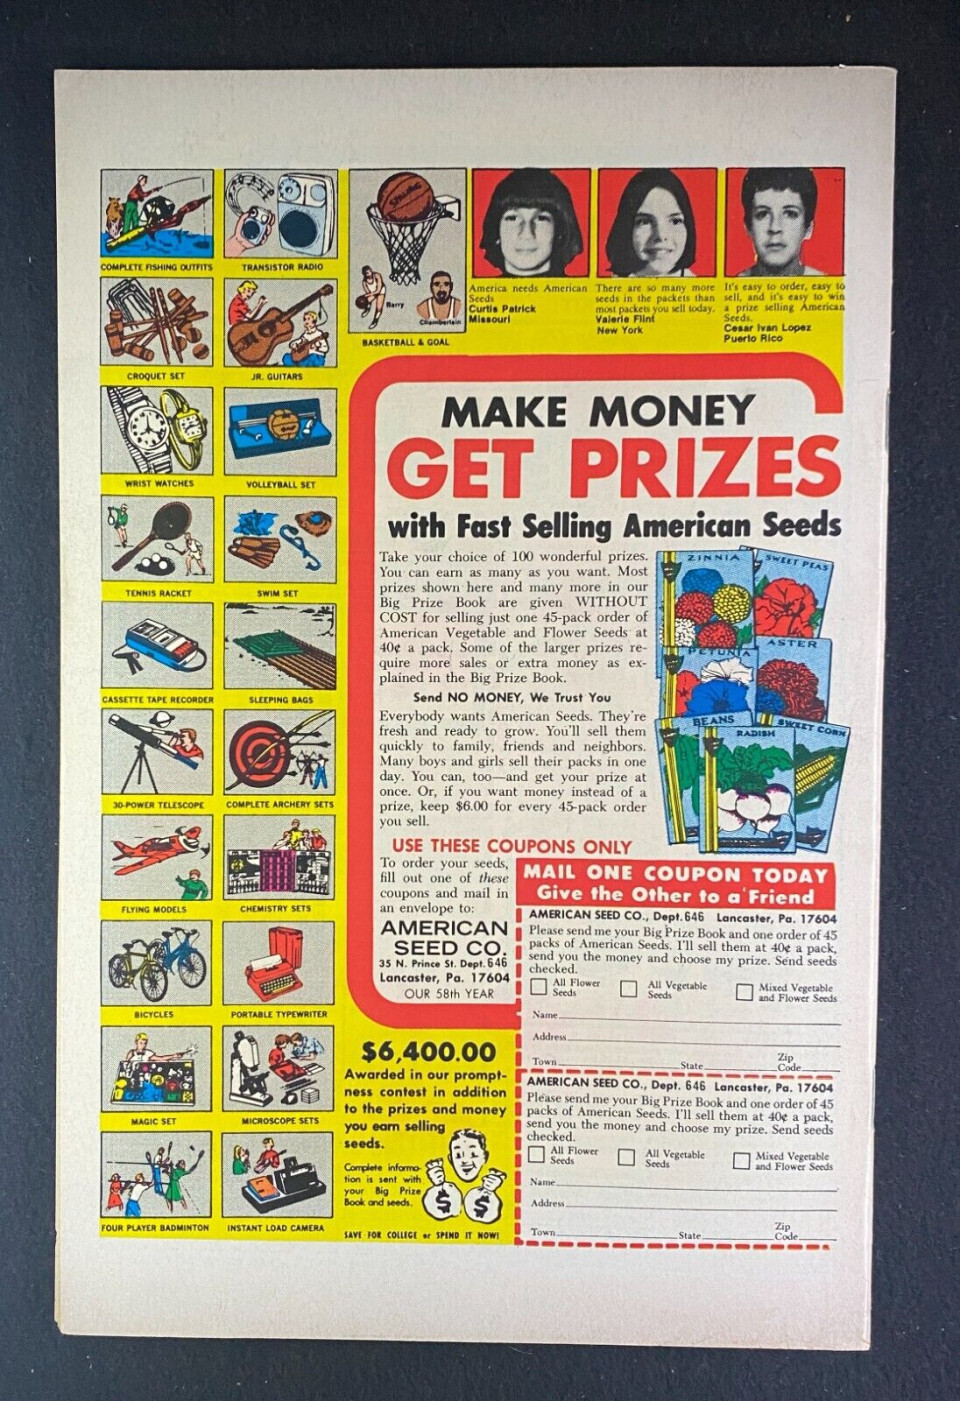 COMPLETE FISHING OUTFITS
TRANSISTOR RADIO
CROQUET SET
JR. GUITARS
WRIST WATCHES
VOLLEYBALL SET
TENNIS RACKET
SWIM SET
CASSETTE TAPE RECORDER
SLEEPING BAGS
30-POWER TELESCOPE
COMPLETE ARCHERY SETS
FLYING MODELS
CHEMISTRY SETS
BICYCLES
PORTABLE TYPEWRITER
MAGIC SET
MICROSCOPE SETS
FOUR PLAYER BADMINTON
INSTANT LOAD CAMERA
SPALDING
Barry
Chamberlain
BASKETBALL & GOAL
America needs American
Seeds
Curtis Patrick
Missouri
There are so many more
seeds in the packets than
most packets you sell today.
Valerie Flint
New York
It's easy to order, easy to
sell, and it's easy to win
a prize selling American
Seeds.
Cesar Ivan Lopez
Puerto Rico
MAKE MONEY
GET PRIZES
with Fast Selling American Seeds
Take your choice of 100 wonderful prizes.
You can earn as many as you want. Most
prizes shown here and many more in our
Big Prize Book are given WITHOUT
COST for selling just one 45-pack order of
American Vegetable and Flower Seeds at
40¢ a pack. Some of the larger prizes re-
quire more sales or extra money as ex-
plained in the Big Prize Book.
Send NO MONEY, We Trust You
Everybody wants American Seeds. They're
fresh and ready to grow. You'll sell them
quickly to family, friends and neighbors.
Many boys and girls sell their packs in one
day. You can, too—and get your prize at
once. Or, if you want money instead of a
prize, keep $6.00 for every 45-pack order
you sell.
ZINNIA
SWEET PEAS
PETUNIA
ASTER
BEANS
RADISH
SWEET CORN
USE THESE COUPONS ONLY
To order your seeds,
fill out one of these
coupons and mail in
an envelope to:
AMERICAN
SEED CO.
35 N. Prince St. Dept. 646
Lancaster, Pa. 17604
OUR 58th YEAR
MAIL ONE COUPON TODAY
Give the Other to a Friend
AMERICAN SEED CO., Dept. 646 Lancaster, Pa. 17604
Please send me your Big Prize Book and one order of 45
packs of American Seeds. I'll sell them at 40¢ a pack,
send you the money and choose my prize. Send seeds
checked.
All Flower
Seeds
All Vegetable
Seeds
Mixed Vegetable
and Flower Seeds
Name
Address
Town State Zip
Code
AMERICAN SEED CO., Dept. 646 Lancaster, Pa. 17604
Please send me your Big Prize Book and one order of 45
packs of American Seeds. I'll sell them at 40¢ a pack,
send you the money and choose my prize. Send seeds
checked.
All Flower
Seeds
All Vegetable
Seeds
Mixed Vegetable
and Flower Seeds
Name
Address
Town State Zip
Code
$6,400.00
Awarded in our prompt-
ness contest in addition
to the prizes and money
you earn selling
seeds.
Complete informa-
tion is sent with
your Big Prize
Book and seeds.
$ $
SAVE FOR COLLEGE or SPEND IT NOW!